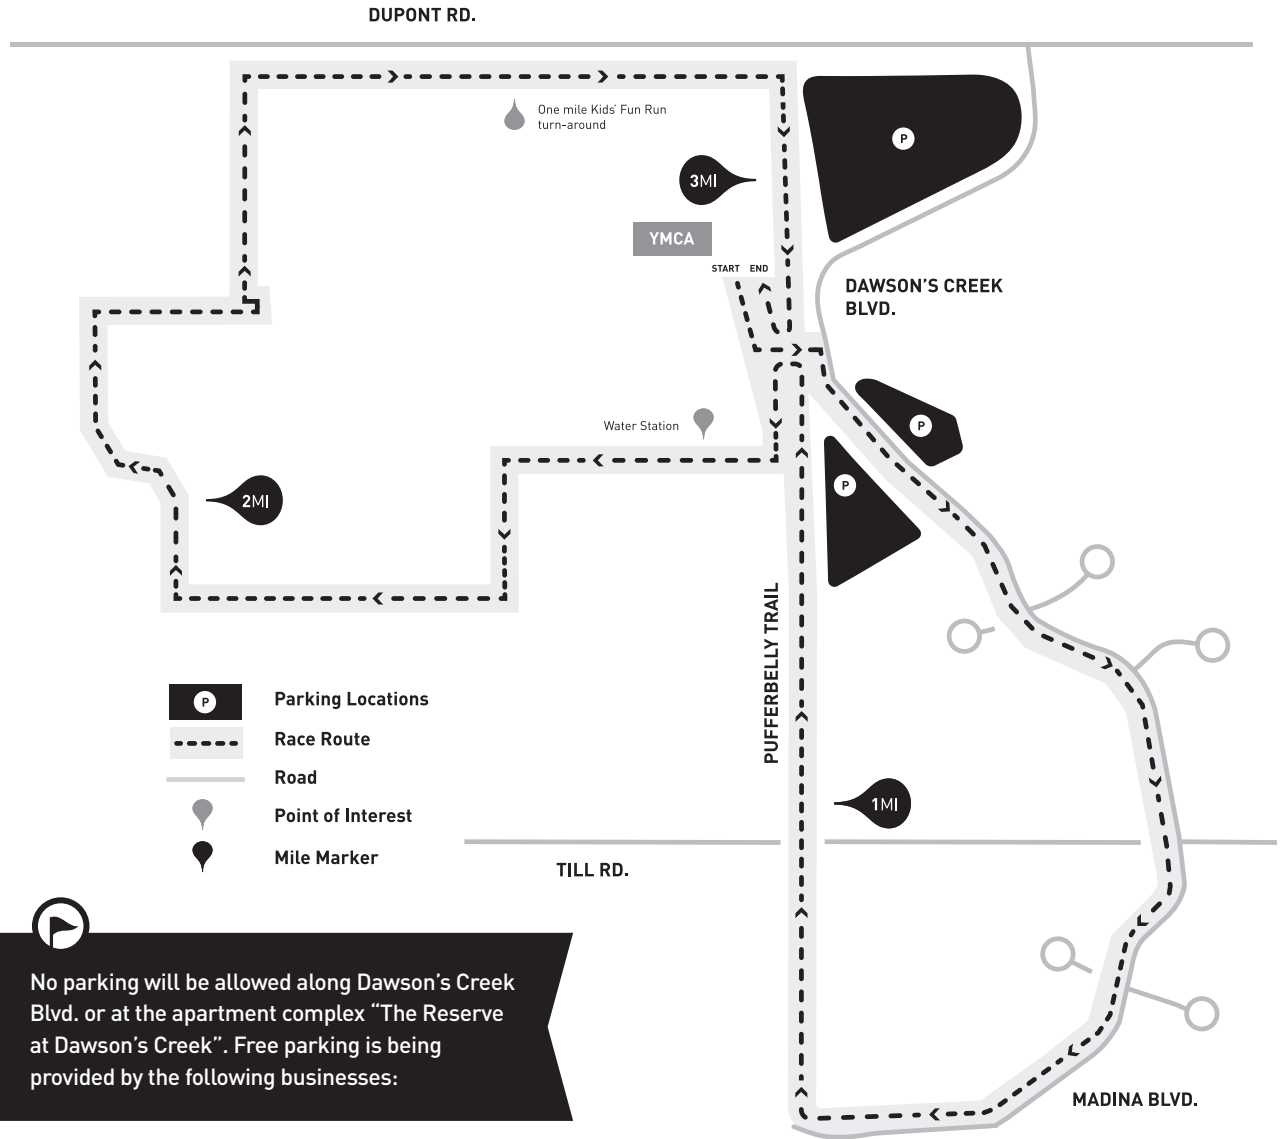 DUPONT RD.
One mile Kids' Fun Run
turn-around
P
3MI
YMCA
START END
DAWSON'S CREEK
BLVD.
P
Water Station
P
2MI
PUFFERBELLY TRAIL
P Parking Locations
Race Route
Road
Point of Interest
Mile Marker
1MI
TILL RD.
No parking will be allowed along Dawson's Creek
Blvd. or at the apartment complex “The Reserve
at Dawson's Creek”. Free parking is being
provided by the following businesses:
MADINA BLVD.